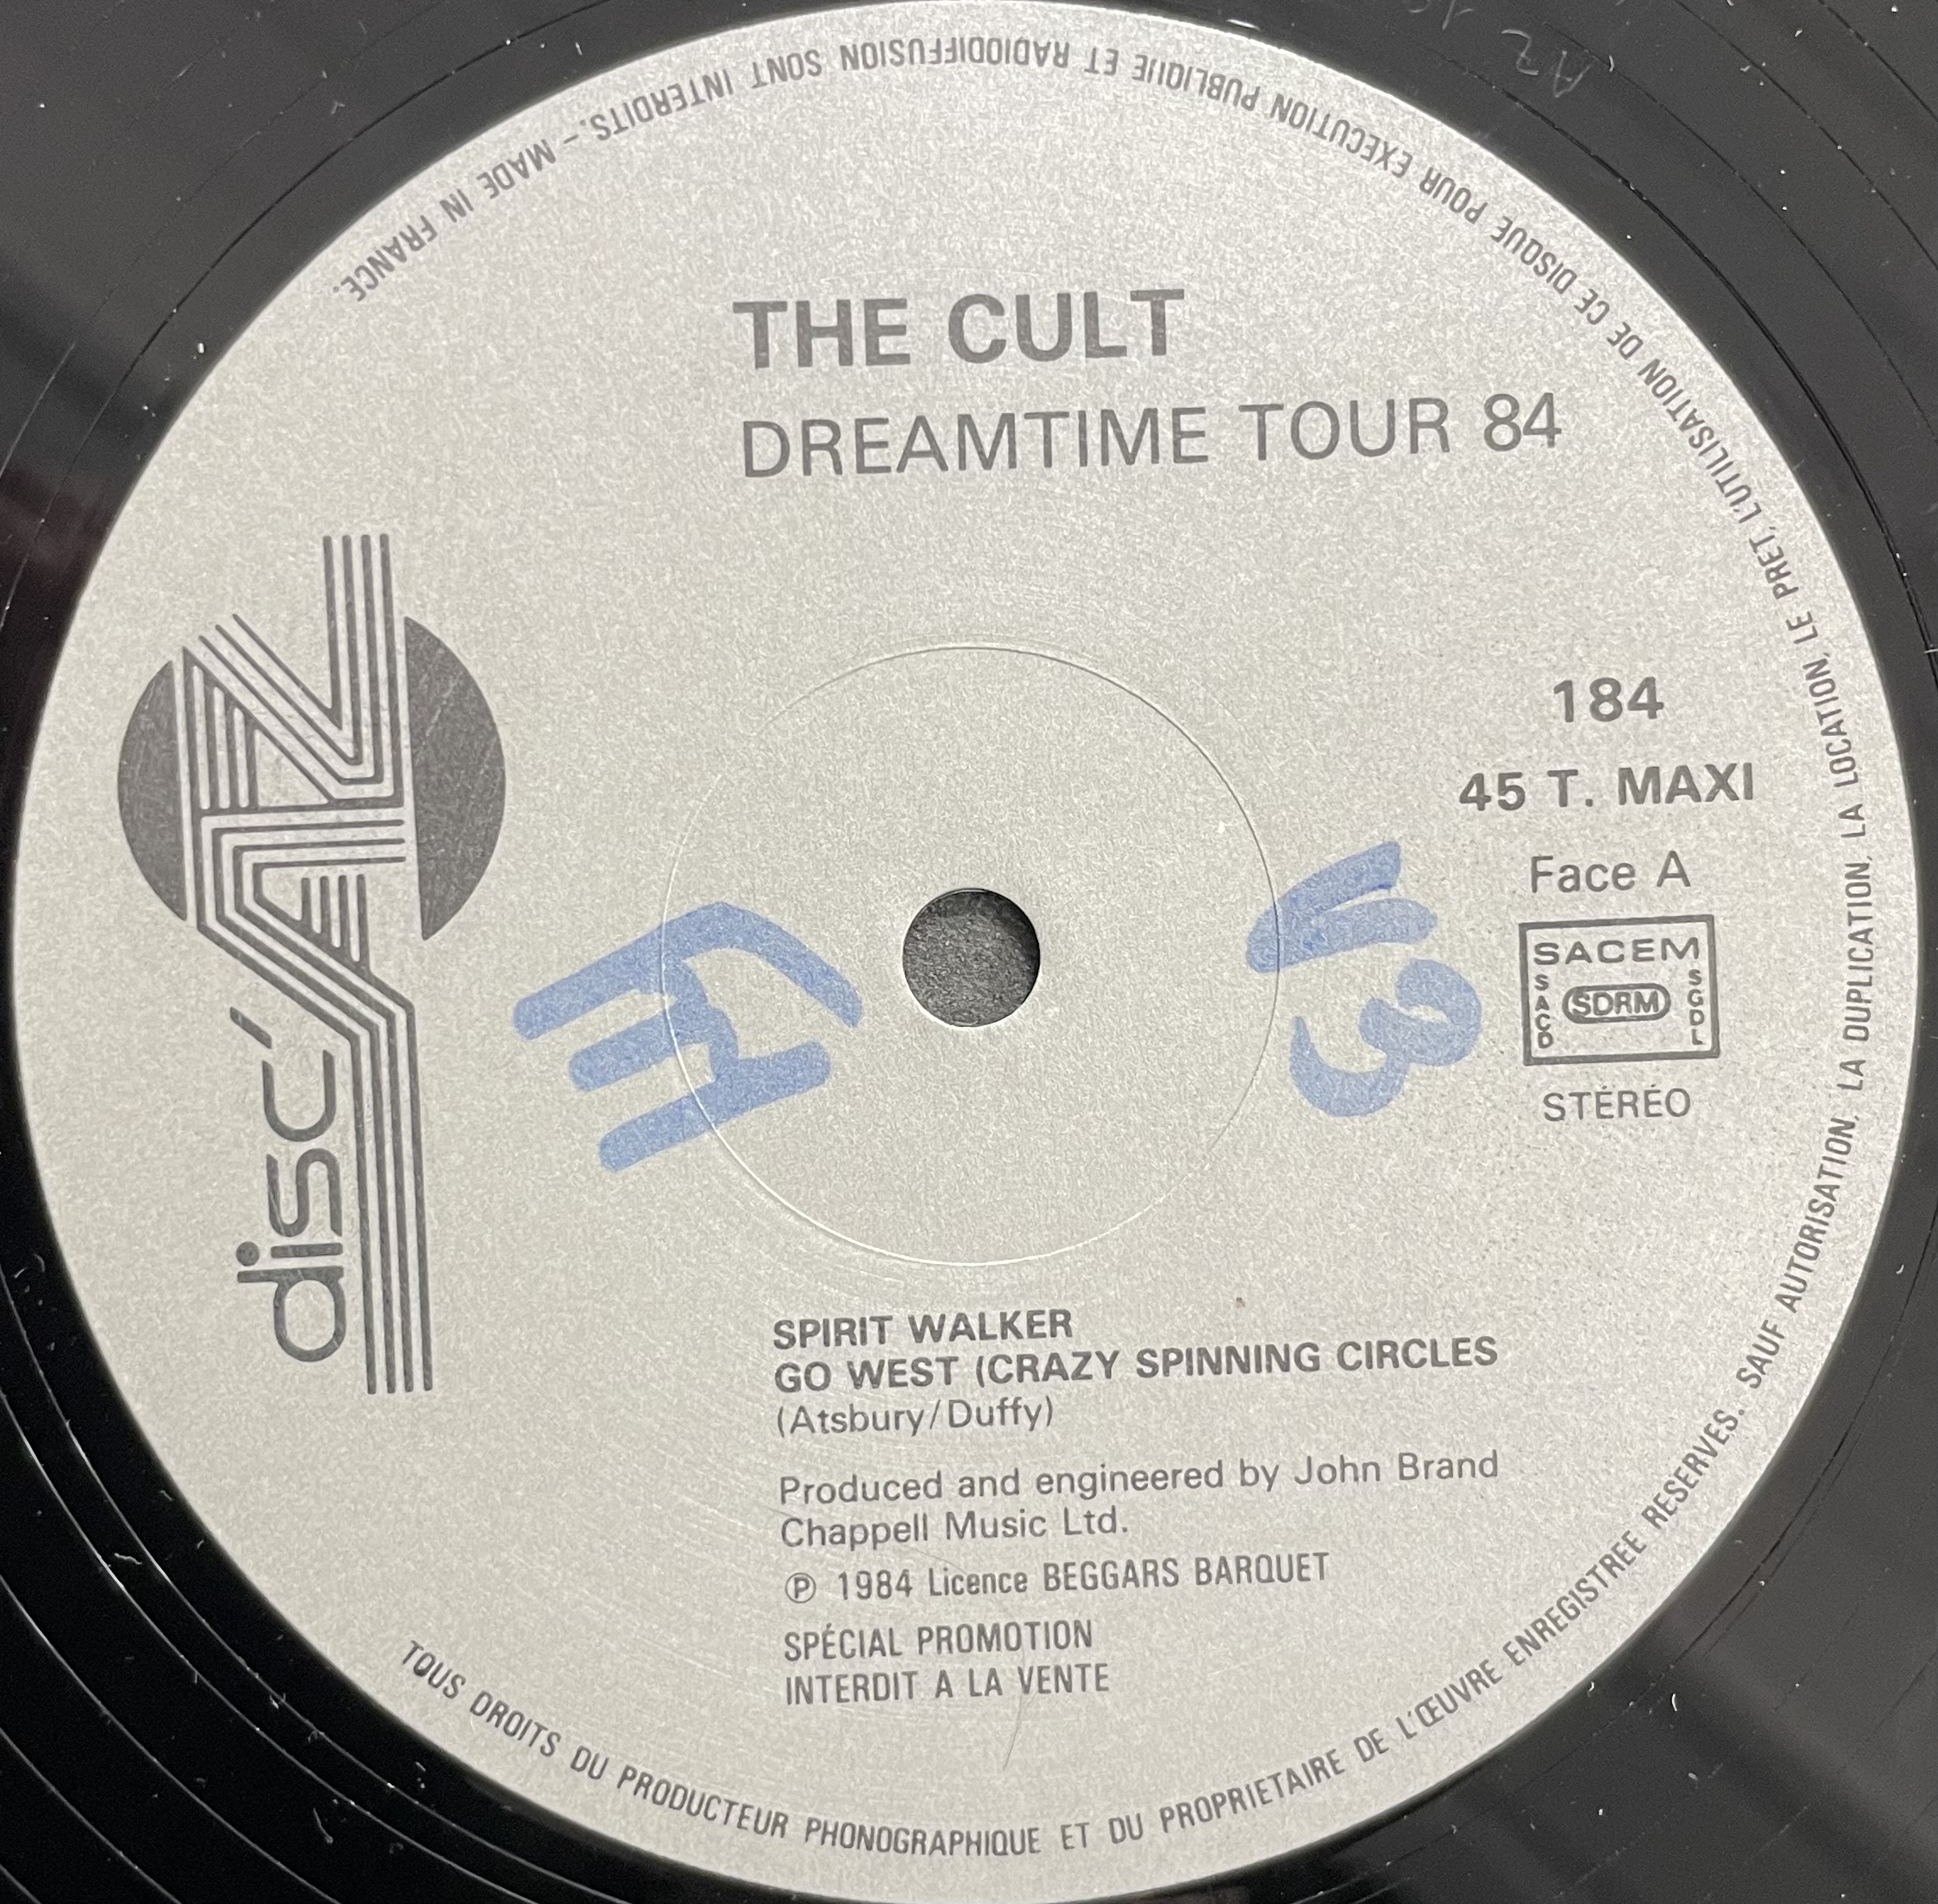 THE CULT
DREAMTIME TOUR 84
disc'AZ
184
45 T. MAXI
Face A
SACEM
SACD
SDRM
SGDL
STÉRÉO
SPIRIT WALKER
GO WEST (CRAZY SPINNING CIRCLES
(Atsbury/Duffy)
Produced and engineered by John Brand
Chappell Music Ltd.
℗ 1984 Licence BEGGARS BARQUET
SPÉCIAL PROMOTION
INTERDIT A LA VENTE
TOUS DROITS DU PRODUCTEUR PHONOGRAPHIQUE ET DU PROPRIETAIRE DE L'ŒUVRE ENREGISTREE RESERVES. SAUF AUTORISATION, LA DUPLICATION, LA LOCATION, LE PRET, L'UTILISATION DE CE DISQUE POUR EXECUTION PUBLIQUE ET RADIODIFFUSION SONT INTERDITS. – MADE IN FRANCE.